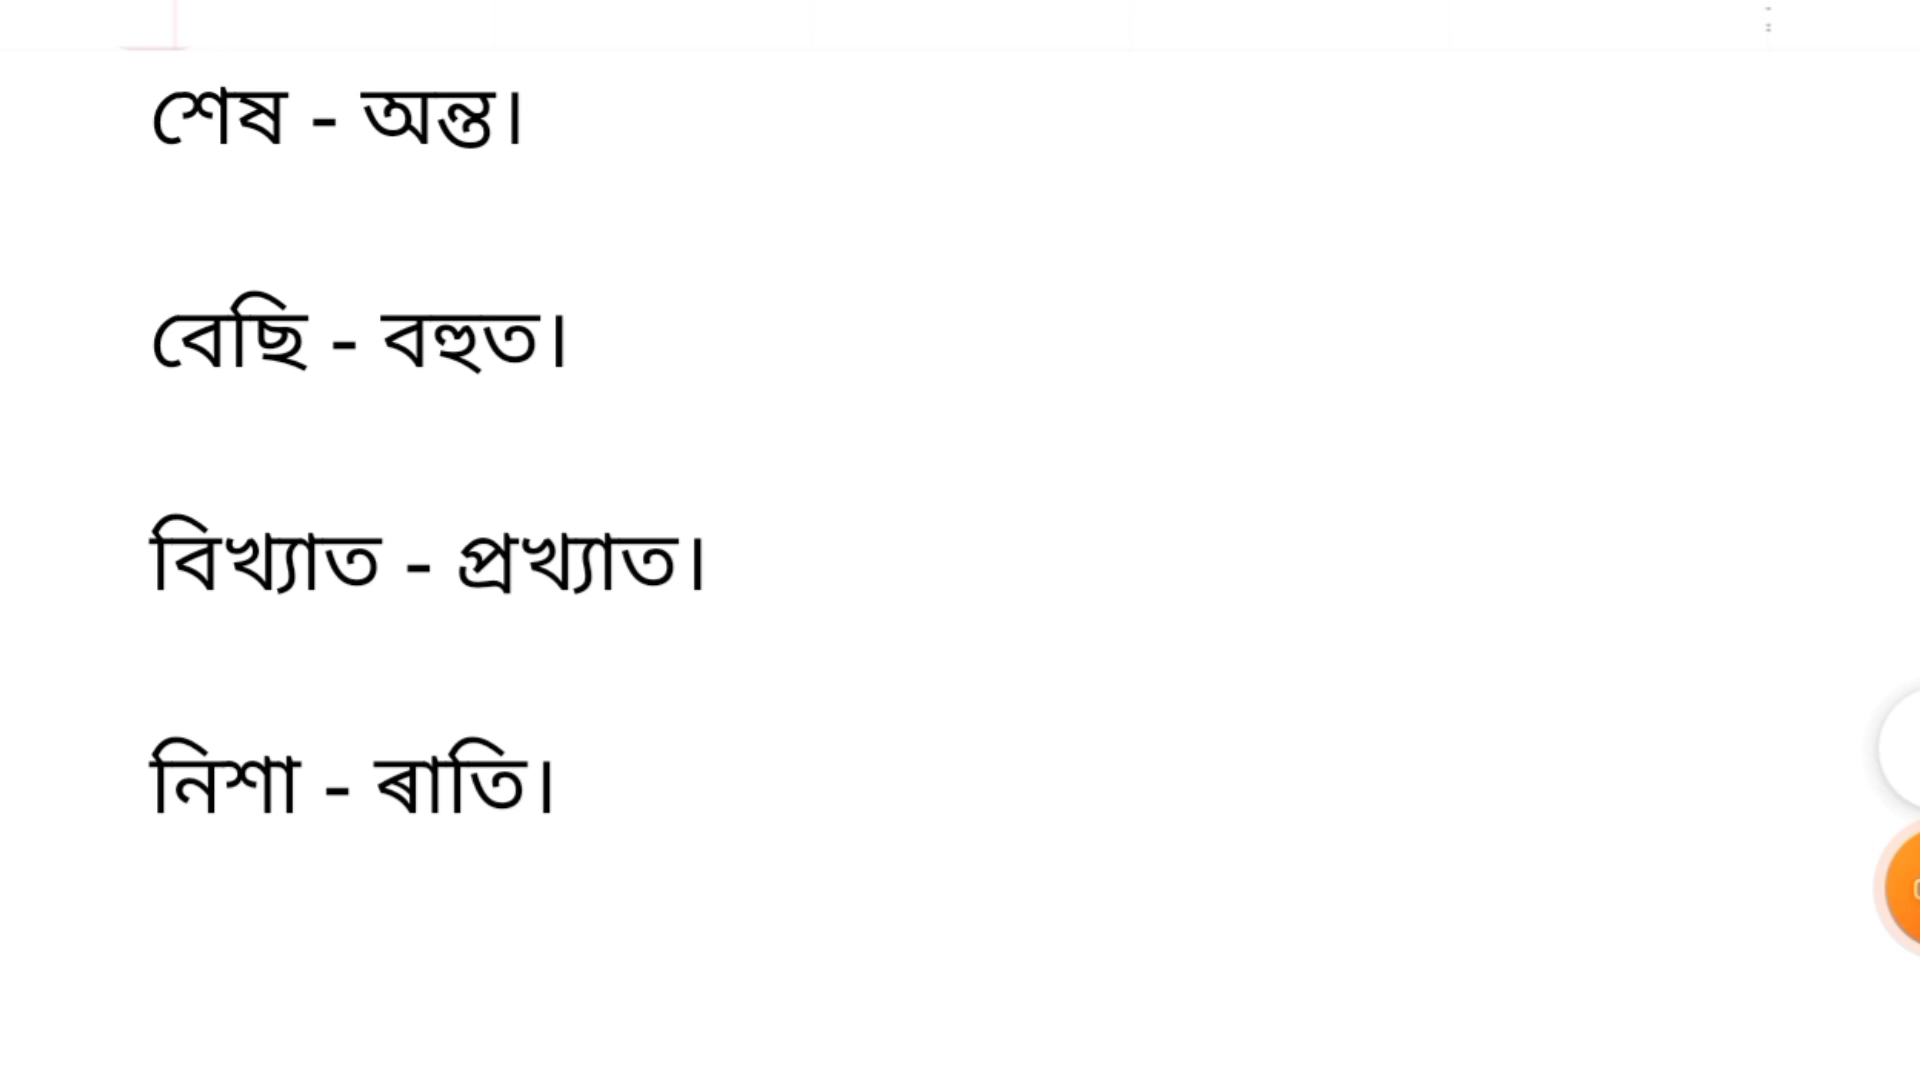 শেষ - অন্ত।
বেছি - বহুত।
বিখ্যাত - প্ৰখ্যাত।
নিশা - ৰাতি।